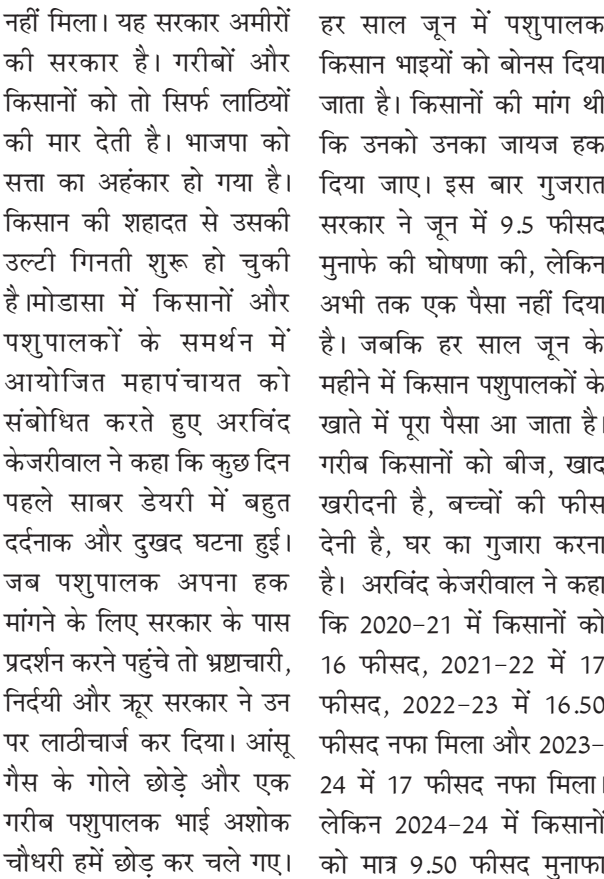 नहीं मिला। यह सरकार अमीरों
की सरकार है। गरीबों और
किसानों को तो सिर्फ लाठियों
की मार देती है। भाजपा को
सत्ता का अहंकार हो गया है।
किसान की शहादत से उसकी
उल्टी गिनती शुरू हो चुकी
है।मोडासा में किसानों और
पशुपालकों के समर्थन में
आयोजित महापंचायत को
संबोधित करते हुए अरविंद
केजरीवाल ने कहा कि कुछ दिन
पहले साबर डेयरी में बहुत
दर्दनाक और दुखद घटना हुई।
जब पशुपालक अपना हक
मांगने के लिए सरकार के पास
प्रदर्शन करने पहुंचे तो भ्रष्टाचारी,
निर्दयी और क्रूर सरकार ने उन
पर लाठीचार्ज कर दिया। आंसू
गैस के गोले छोड़े और एक
गरीब पशुपालक भाई अशोक
चौधरी हमें छोड़ कर चले गए।
हर साल जून में पशुपालक
किसान भाइयों को बोनस दिया
जाता है। किसानों की मांग थी
कि उनको उनका जायज हक
दिया जाए। इस बार गुजरात
सरकार ने जून में 9.5 फीसद
मुनाफे की घोषणा की, लेकिन
अभी तक एक पैसा नहीं दिया
है। जबकि हर साल जून के
महीने में किसान पशुपालकों के
खाते में पूरा पैसा आ जाता है।
गरीब किसानों को बीज, खाद
खरीदनी है, बच्चों की फीस
देनी है, घर का गुजारा करना
है। अरविंद केजरीवाल ने कहा
कि 2020-21 में किसानों को
16 फीसद, 2021-22 में 17
फीसद, 2022-23 में 16.50
फीसद नफा मिला और 2023-
24 में 17 फीसद नफा मिला।
लेकिन 2024-24 में किसानों
को मात्र 9.50 फीसद मुनाफा